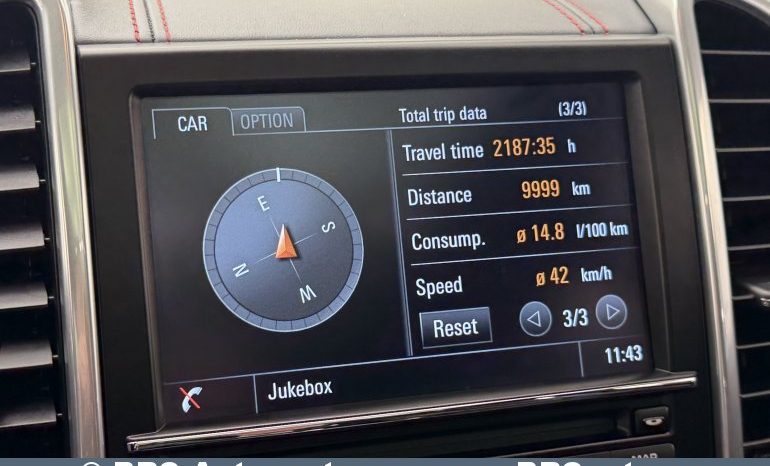 CAR OPTION Total trip data (3/3)
Travel time 2187:35 h
Distance 9999 km
Consump. ø 14.8 l/100 km
Speed ø 42 km/h
Reset 3/3
E
S
N
W
11:43
Jukebox